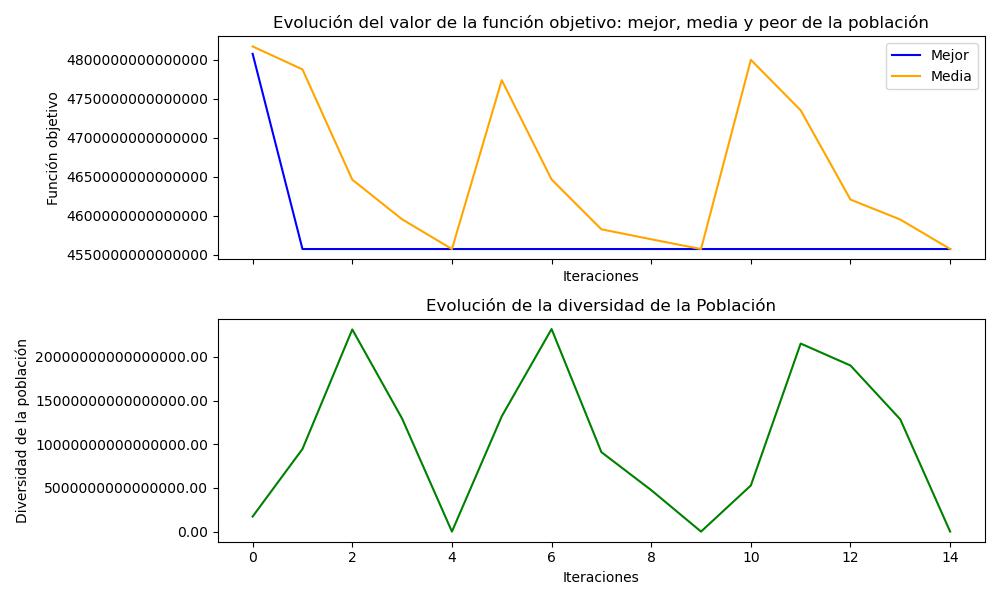 Evolución del valor de la función objetivo: mejor, media y peor de la población
Función objetivo
4800000000000000
4750000000000000
4700000000000000
4650000000000000
4600000000000000
4550000000000000
Mejor
Media
Iteraciones
Evolución de la diversidad de la Población
Diversidad de la población
20000000000000000.00
15000000000000000.00
10000000000000000.00
5000000000000000.00
0.00
0 2 4 6 8 10 12 14
Iteraciones